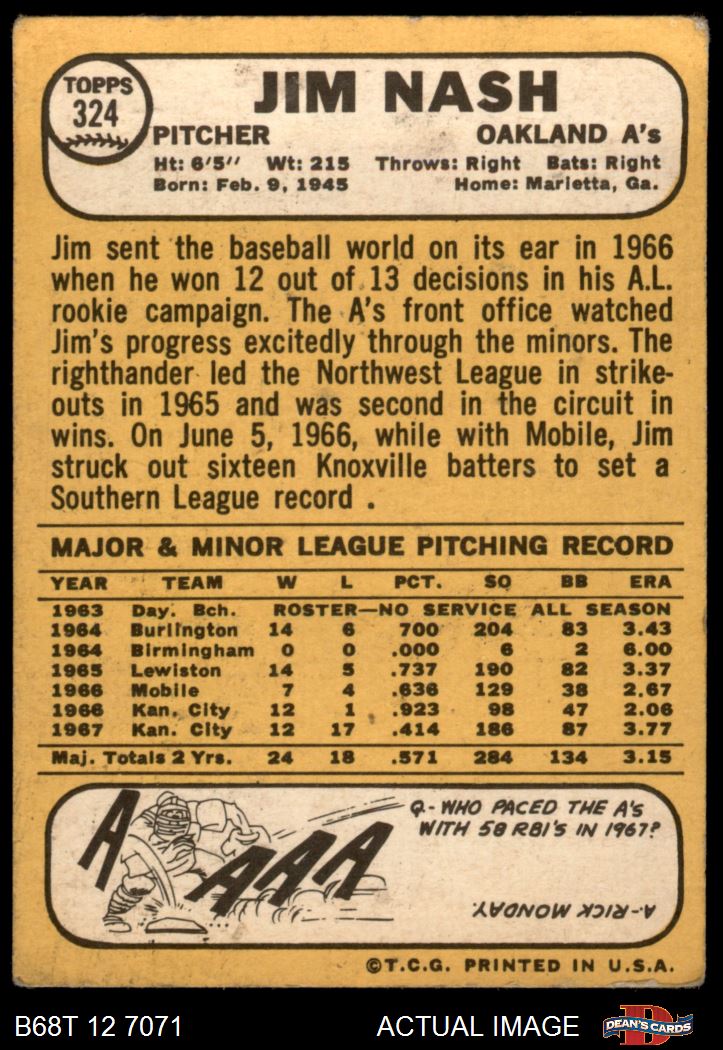 TOPPS
324
JIM NASH
PITCHER OAKLAND A's
Ht: 6'5" Wt: 215 Throws: Right Bats: Right
Born: Feb. 9, 1945 Home: Marietta, Ga.
Jim sent the baseball world on its ear in 1966
when he won 12 out of 13 decisions in his A.L.
rookie campaign. The A's front office watched
Jim's progress excitedly through the minors. The
righthander led the Northwest League in strike-
outs in 1965 and was second in the circuit in
wins. On June 5, 1966, while with Mobile, Jim
struck out sixteen Knoxville batters to set a
Southern League record .
MAJOR & MINOR LEAGUE PITCHING RECORD
YEAR TEAM W L PCT. SO BB ERA
1963 Day. Bch. ROSTER—NO SERVICE ALL SEASON
1964 Burlington 14 6 700 204 83 3.43
1964 Birmingham 0 0 .000 6 2 6.00
1965 Lewiston 14 5 .737 190 82 3.37
1966 Mobile 7 4 .636 129 38 2.67
1966 Kan. City 12 1 .923 98 47 2.06
1967 Kan. City 12 17 .414 186 87 3.77
Maj. Totals 2 Yrs. 24 18 .571 284 134 3.15
A AAA
Q-WHO PACED THE A's
WITH 58 RBI'S IN 1967?
A-RICK MONDAY.
©T.C.G. PRINTED IN U.S.A.
B68T 12 7071 ACTUAL IMAGE
D
DEAN'S CARDS